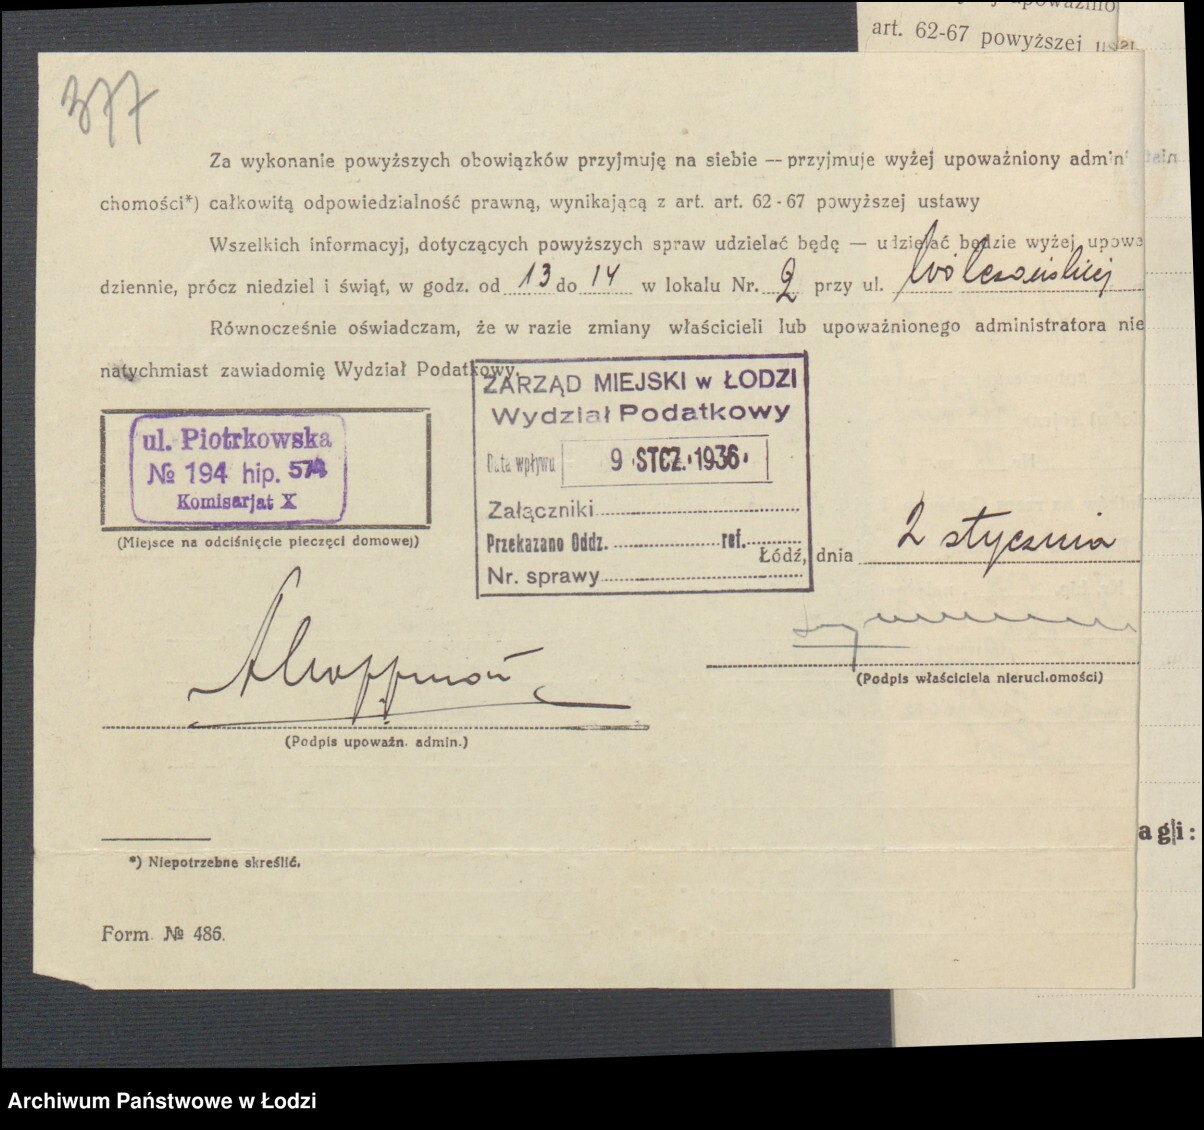 art. 62-67 powyższej
377
Za wykonanie powyższych obowiązków przyjmuję na siebie — przyjmuje wyżej upoważniony admin
chomości*) całkowitą odpowiedzialność prawną, wynikającą z art. art. 62-67 powyższej ustawy
Wszelkich informacyj, dotyczących powyższych spraw udzielać będę — udzielać będzie wyżej upowa
dziennie, prócz niedziel i świąt, w godz. od 13 do 14 w lokalu Nr. 2 przy ul. Wólczańskiej
Równocześnie oświadczam, że w razie zmiany właścicieli lub upoważnionego administratora nie
natychmiast zawiadomię Wydział Podatkowy.
ZARZĄD MIEJSKI w ŁODZI
Wydział Podatkowy
Data wpływu 9 STCZ. 1936
Załączniki
Przekazano Oddz. ref.
Nr. sprawy
ul. Piotrkowska
№ 194 hip. 574
Komisarjat X
(Miejsce na odciśnięcie pieczęci domowej)
Łódź, dnia 2 stycznia
(Podpis właściciela nieruchomości)
(Podpis upoważn. admin.)
agi:
*) Niepotrzebne skreślić.
Form. № 486.
Archiwum Państwowe w Łodzi